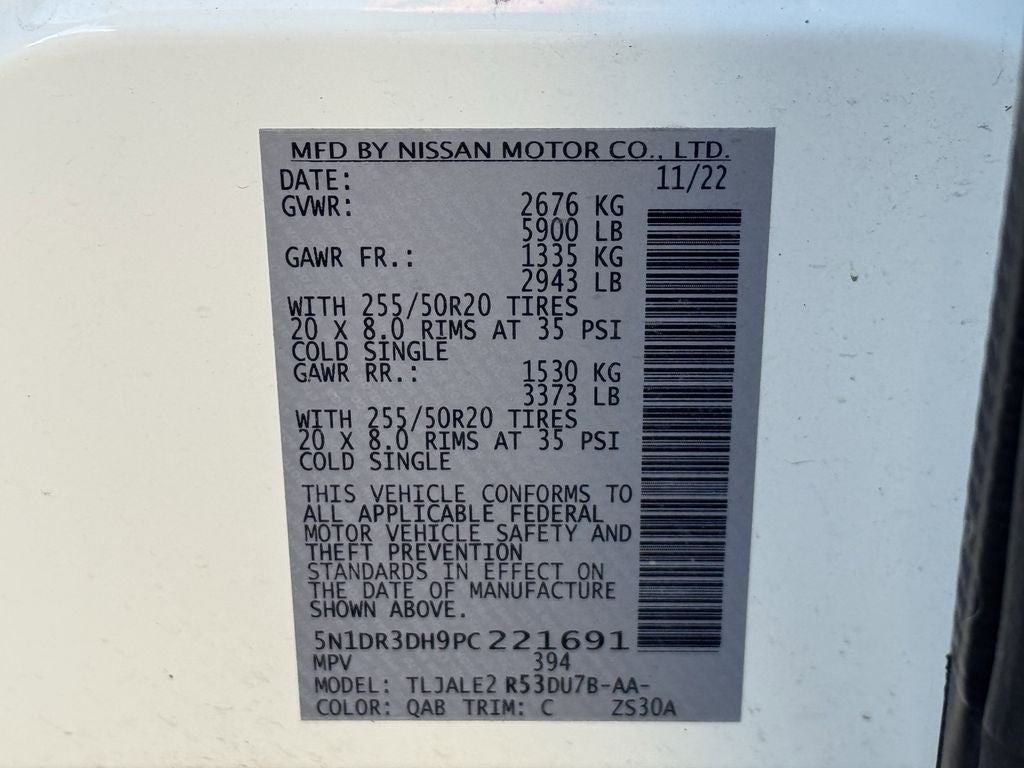 MFD BY NISSAN MOTOR CO., LTD.
DATE: 11/22
GVWR: 2676 KG
5900 LB
GAWR FR.: 1335 KG
2943 LB
WITH 255/50R20 TIRES
20 X 8.0 RIMS AT 35 PSI
COLD SINGLE
GAWR RR.: 1530 KG
3373 LB
WITH 255/50R20 TIRES
20 X 8.0 RIMS AT 35 PSI
COLD SINGLE
THIS VEHICLE CONFORMS TO
ALL APPLICABLE FEDERAL
MOTOR VEHICLE SAFETY AND
THEFT PREVENTION
STANDARDS IN EFFECT ON
THE DATE OF MANUFACTURE
SHOWN ABOVE.
5N1DR3DH9PC221691
MPV 394
MODEL: TLJALE2 R53DU7B-AA-
COLOR: QAB TRIM: C ZS30A